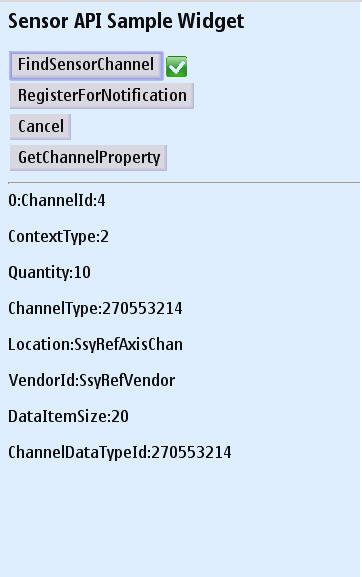 Sensor API Sample Widget
FindSensorChannel
RegisterForNotification
Cancel
GetChannelProperty
0:ChannelId:4
ContextType:2
Quantity:10
ChannelType:270553214
Location:SsyRefAxisChan
VendorId:SsyRefVendor
DataItemSize:20
ChannelDataTypeId:270553214